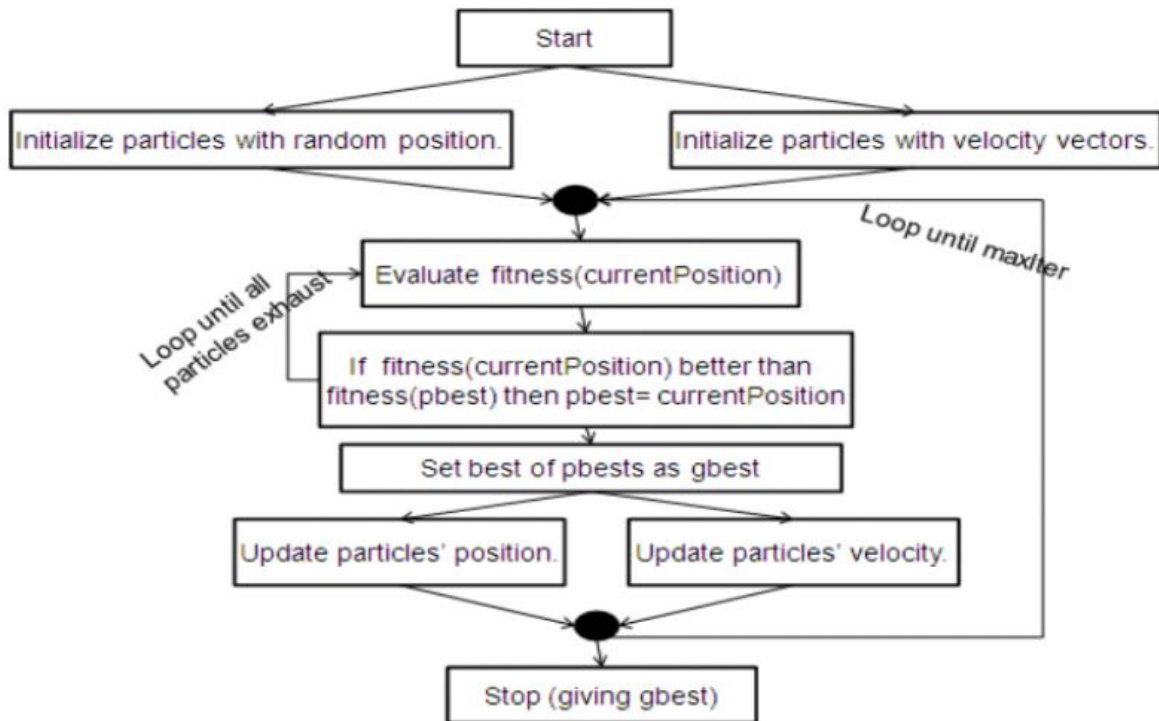 Start
Initialize particles with random position.
Initialize particles with velocity vectors.
Loop until maxIter
Evaluate fitness(currentPosition)
Loop until all
particles exhaust
If fitness(currentPosition) better than
fitness(pbest) then pbest= currentPosition
Set best of pbests as gbest
Update particles' position.
Update particles' velocity.
Stop (giving gbest)